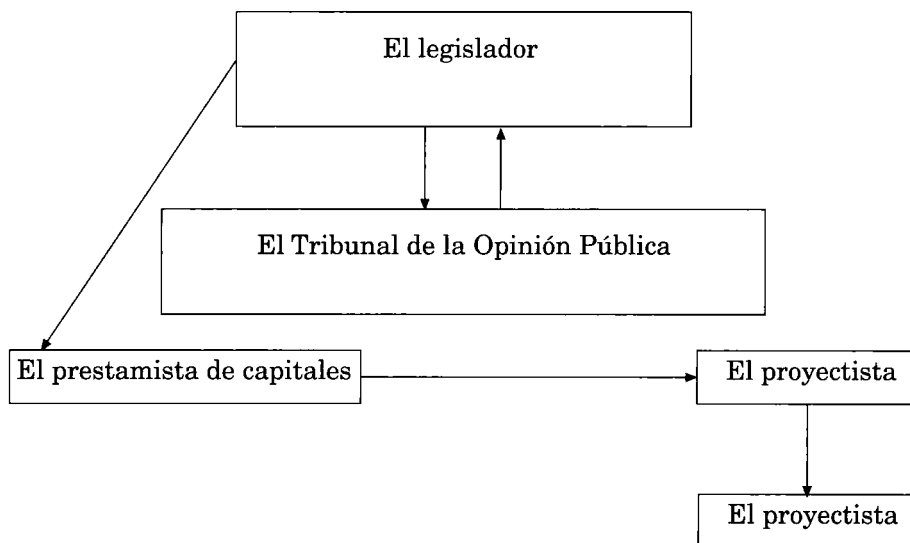 El legislador
El Tribunal de la Opinión Pública
El prestamista de capitales
El proyectista
El proyectista